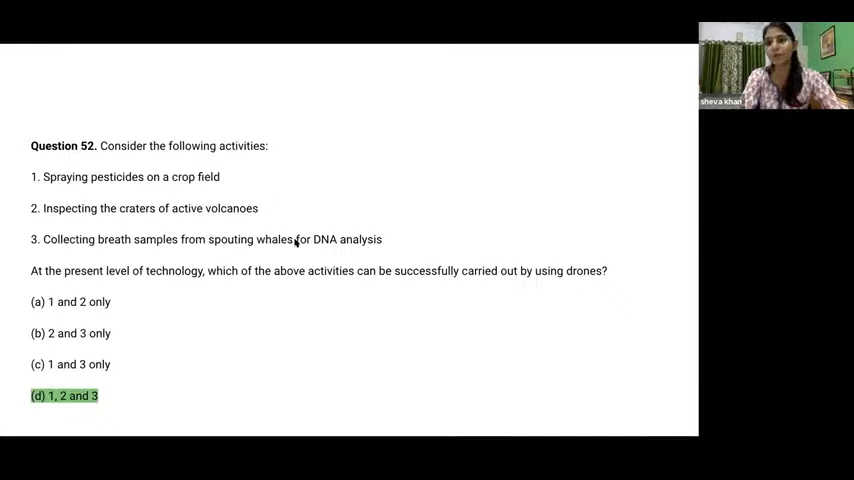 sheva khan
Question 52. Consider the following activities:
1. Spraying pesticides on a crop field
2. Inspecting the craters of active volcanoes
3. Collecting breath samples from spouting whales for DNA analysis
At the present level of technology, which of the above activities can be successfully carried out by using drones?
(a) 1 and 2 only
(b) 2 and 3 only
(c) 1 and 3 only
(d) 1, 2 and 3